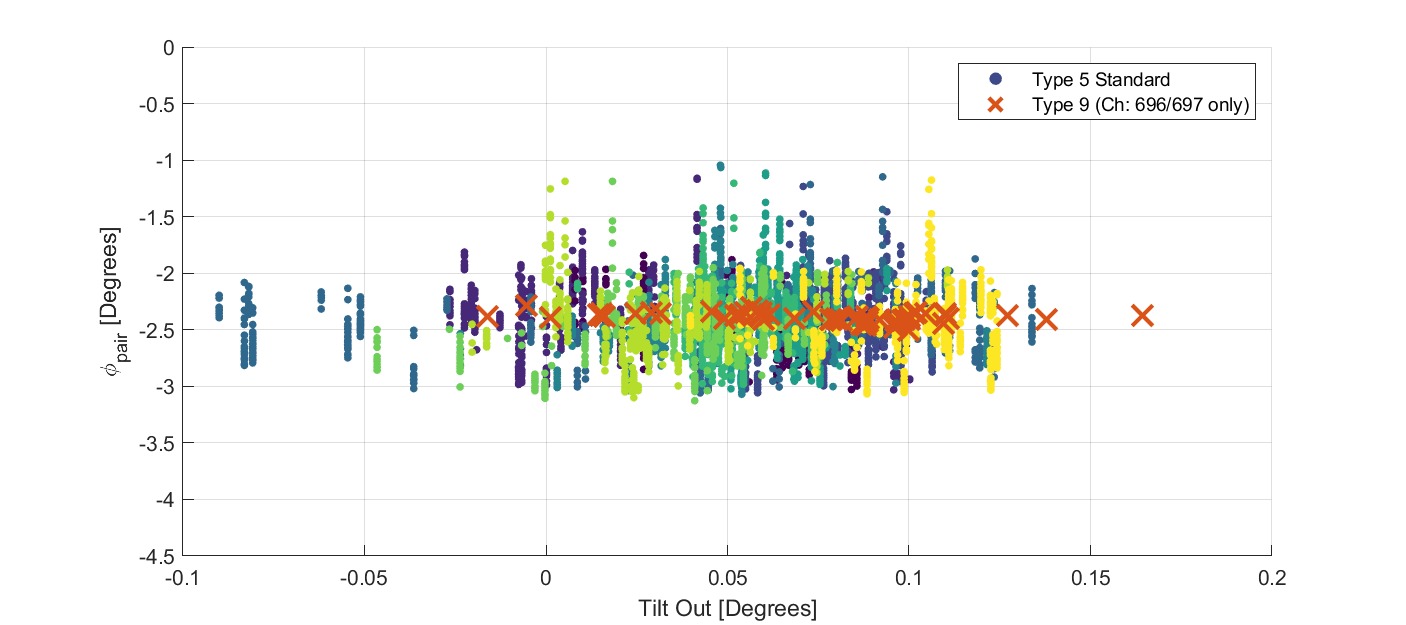 0
-0.5
-1
-1.5
-2
-2.5
-3
-3.5
-4
-4.5
ϕpair [Degrees]
Type 5 Standard
Type 9 (Ch: 696/697 only)
-0.1 -0.05 0 0.05 0.1 0.15 0.2
Tilt Out [Degrees]